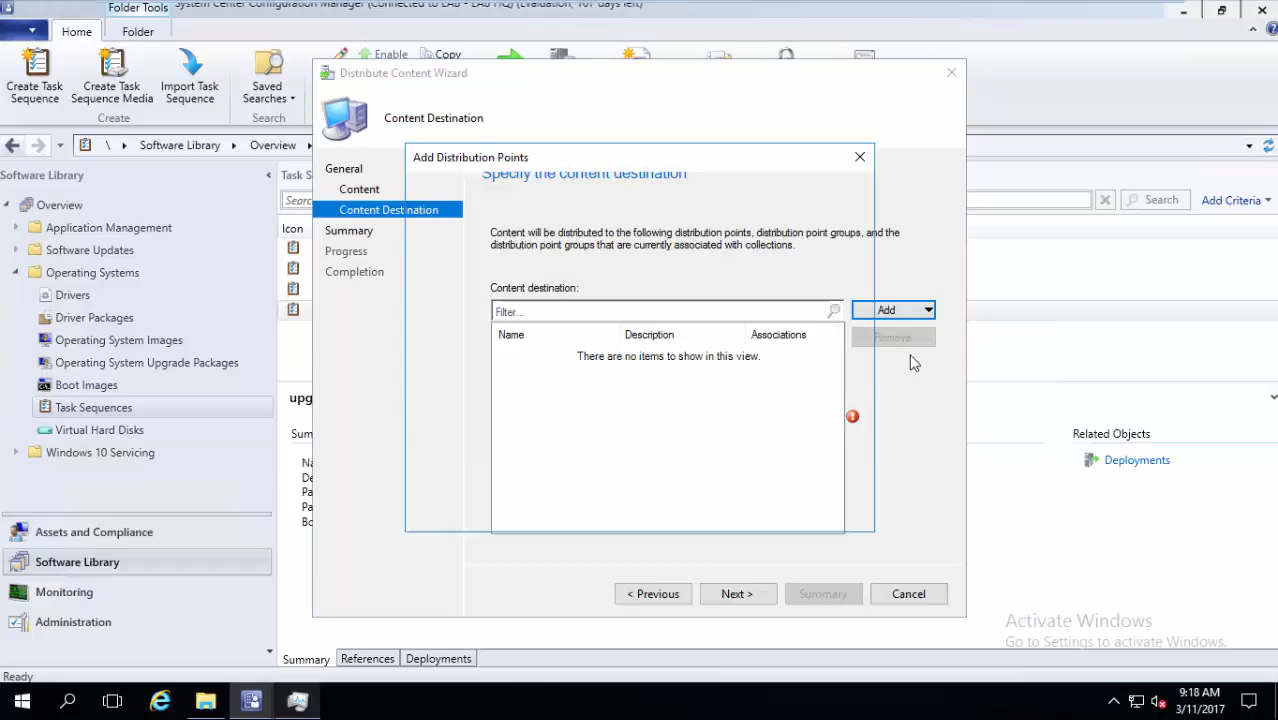 Folder Tools
System Center Configuration Manager (Connected to LAB - LAB HQ) (Evaluation, 167 days left)
Home
Folder
Create Task
Sequence
Create Task
Sequence Media
Import Task
Sequence
Saved
Searches
Enable
Copy
Create
Search
\
Software Library
Overview
Software Library
Overview
Application Management
Software Updates
Operating Systems
Drivers
Driver Packages
Operating System Images
Operating System Upgrade Packages
Boot Images
Task Sequences
Virtual Hard Disks
Windows 10 Servicing
Assets and Compliance
Software Library
Monitoring
Administration
Task S
Search
Add Criteria
Icon
upg
Sum
Na
De
Pa
Pa
Bo
Related Objects
Deployments
Distribute Content Wizard
Content Destination
General
Content
Content Destination
Summary
Progress
Completion
Add Distribution Points
Specify the content destination
Content will be distributed to the following distribution points, distribution point groups, and the
distribution point groups that are currently associated with collections.
Content destination:
Filter...
Add
Remove
Name
Description
Associations
There are no items to show in this view.
< Previous
Next >
Summary
Cancel
Activate Windows
Go to Settings to activate Windows.
Summary
References
Deployments
Ready
9:18 AM
3/11/2017